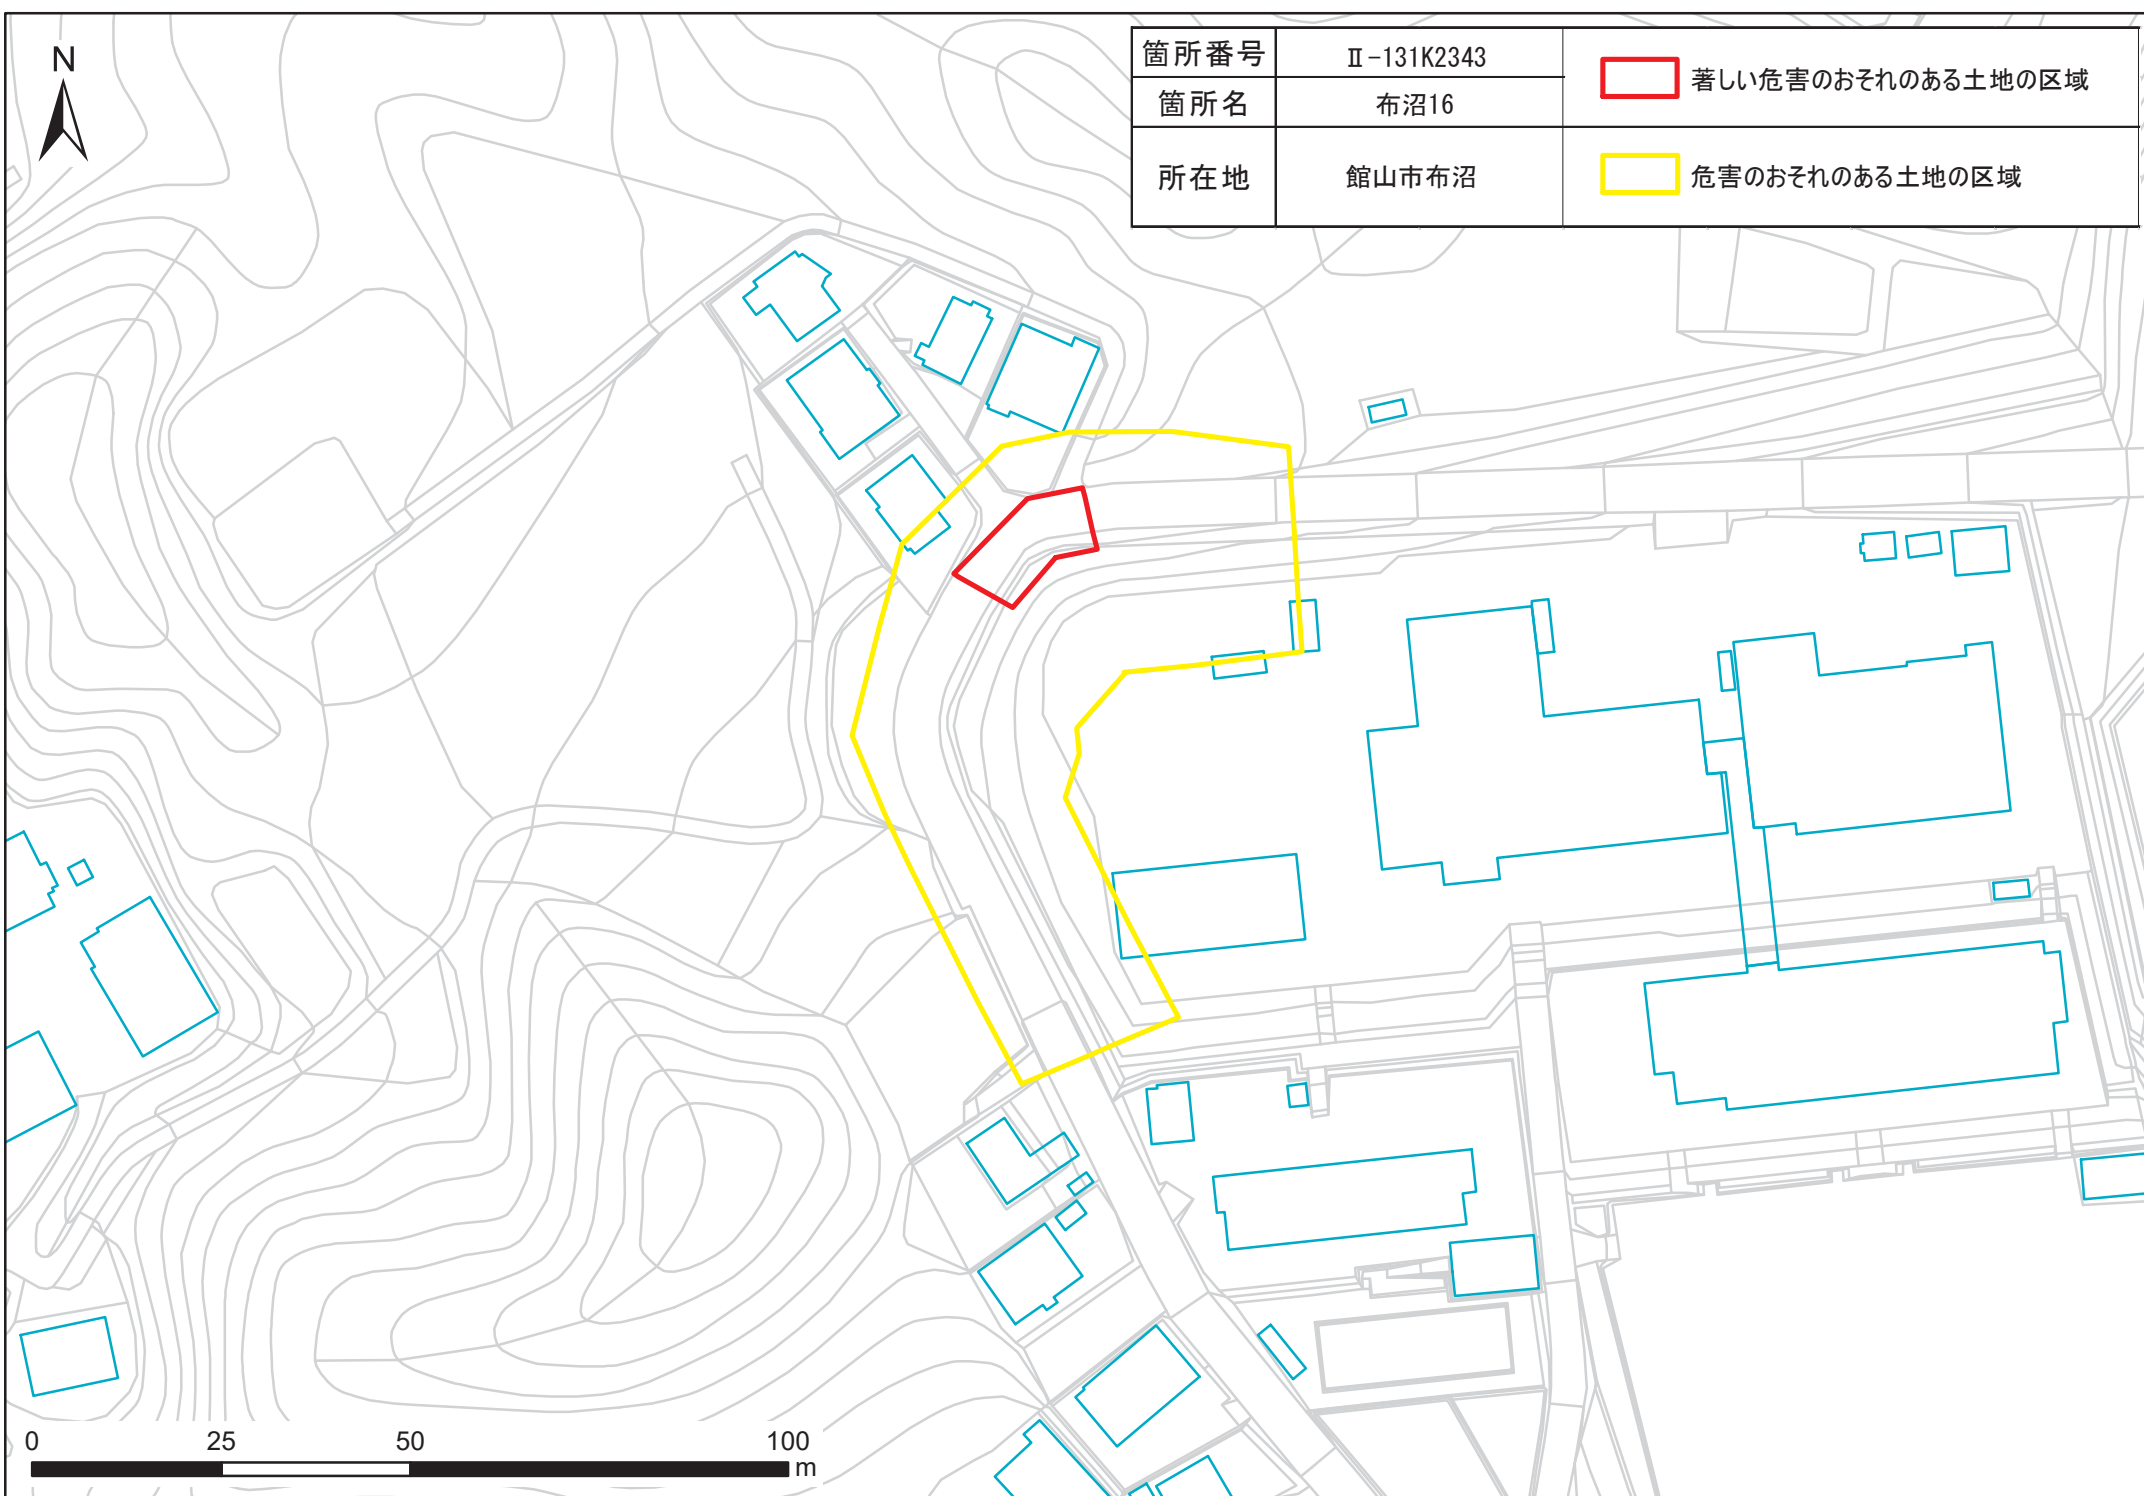 N
箇所番号 Ⅱ-131K2343
箇所名 布沼16
所在地 館山市布沼
著しい危害のおそれのある土地の区域
危害のおそれのある土地の区域
0 25 50 100
m